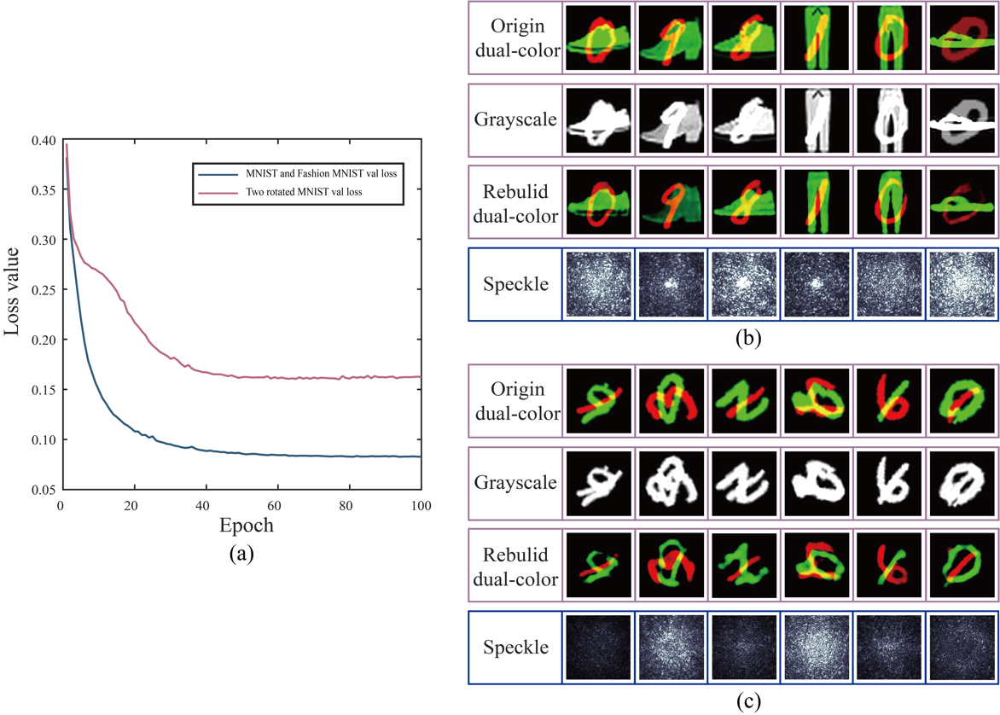 0.40
0.35
0.30
0.25
0.20
0.15
0.10
0.05
Loss value
MNIST and Fashion MNIST val loss
Two rotated MNIST val loss
0
20
40
60
80
100
Epoch
(a)
Origin
dual-color
Grayscale
Rebulid
dual-color
Speckle
(b)
Origin
dual-color
Grayscale
Rebulid
dual-color
Speckle
(c)